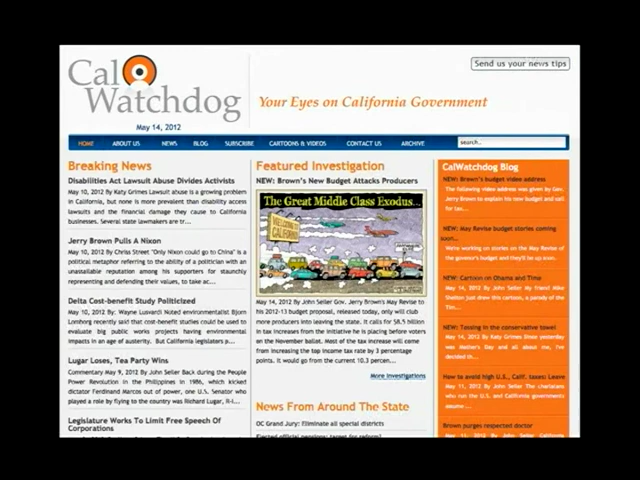 Cal Watchdog
May 14, 2012
Your Eyes on California Government
Send us your news tips
HOME ABOUT US NEWS BLOG SUBSCRIBE CARTOONS & VIDEOS CONTACT US ARCHIVE search..
Breaking News
Disabilities Act Lawsuit Abuse Divides Activists
May 10, 2012 By Katy Grimes Lawsuit abuse is a growing problem
in California, but none is more prevalent than disability access
lawsuits and the financial damage they cause to California
businesses. Several state lawmakers are tr...
Jerry Brown Pulls A Nixon
May 10, 2012 By Chris Street "Only Nixon could go to China" is a
political metaphor referring to the ability of a politician with an
unassailable reputation among his supporters for staunchly
representing and defending their values, to take ac...
Delta Cost-benefit Study Politicized
May 10, 2012 By: Wayne Lusvardi Noted environmentalist Bjorn
Lomborg recently said that cost-benefit studies could be used to
evaluate big public works projects having environmental
impacts in an age of austerity. But California legislators p...
Lugar Loses, Tea Party Wins
Commentary May 9, 2012 By John Seiler Back during the People
Power Revolution in the Philippines in 1986, which kicked
dictator Ferdinand Marcos out of power, one U.S. Senator who
played a role by flying to the country was Richard Lugar, R-I...
Legislature Works To Limit Free Speech Of
Corporations
Featured Investigation
NEW: Brown's New Budget Attacks Producers
The Great Middle Class Exodus...
WELCOME TO
CALIFORNIA
May 14, 2012 By John Seiler Gov. Jerry Brown's May Revise to
his 2012-13 budget proposal, released today, only will club
more producers into leaving the state. It calls for $8.5 billion
in tax increases from the initiative he is placing before voters
on the November ballot. Most of the tax increase will come
from increasing the top income tax rate by 3 percentage
points. It would go from the current 10.3 percen...
More Investigations
News From Around The State
OC Grand Jury: Eliminate all special districts
Elected official pensions: target for reform?
CalWatchdog Blog
NEW: Brown's budget video address
The following video address was given by Gov.
Jerry Brown to explain his new budget and call
for tax...
NEW: May Revise budget stories coming
soon...
We're working on stories on the May Revise of
the governor's budget and they'll be up soon.
NEW: Cartoon on Obama and Time
May 14, 2012 By John Seiler My friend Mike
Shelton just drew this cartoon, a parody of the
Tim...
NEW: Tensing in the conservative towel
May 14, 2012 By Katy Grimes Since yesterday
was Mother's Day and all about me, I've
decided th...
How to avoid high U.S., Calif. taxes: Leave
May 11, 2012 By John Seiler The
who run the U.S. and California governments
assume ...
Brown purges respected doctor
May 11, 2012 By John Seiler California